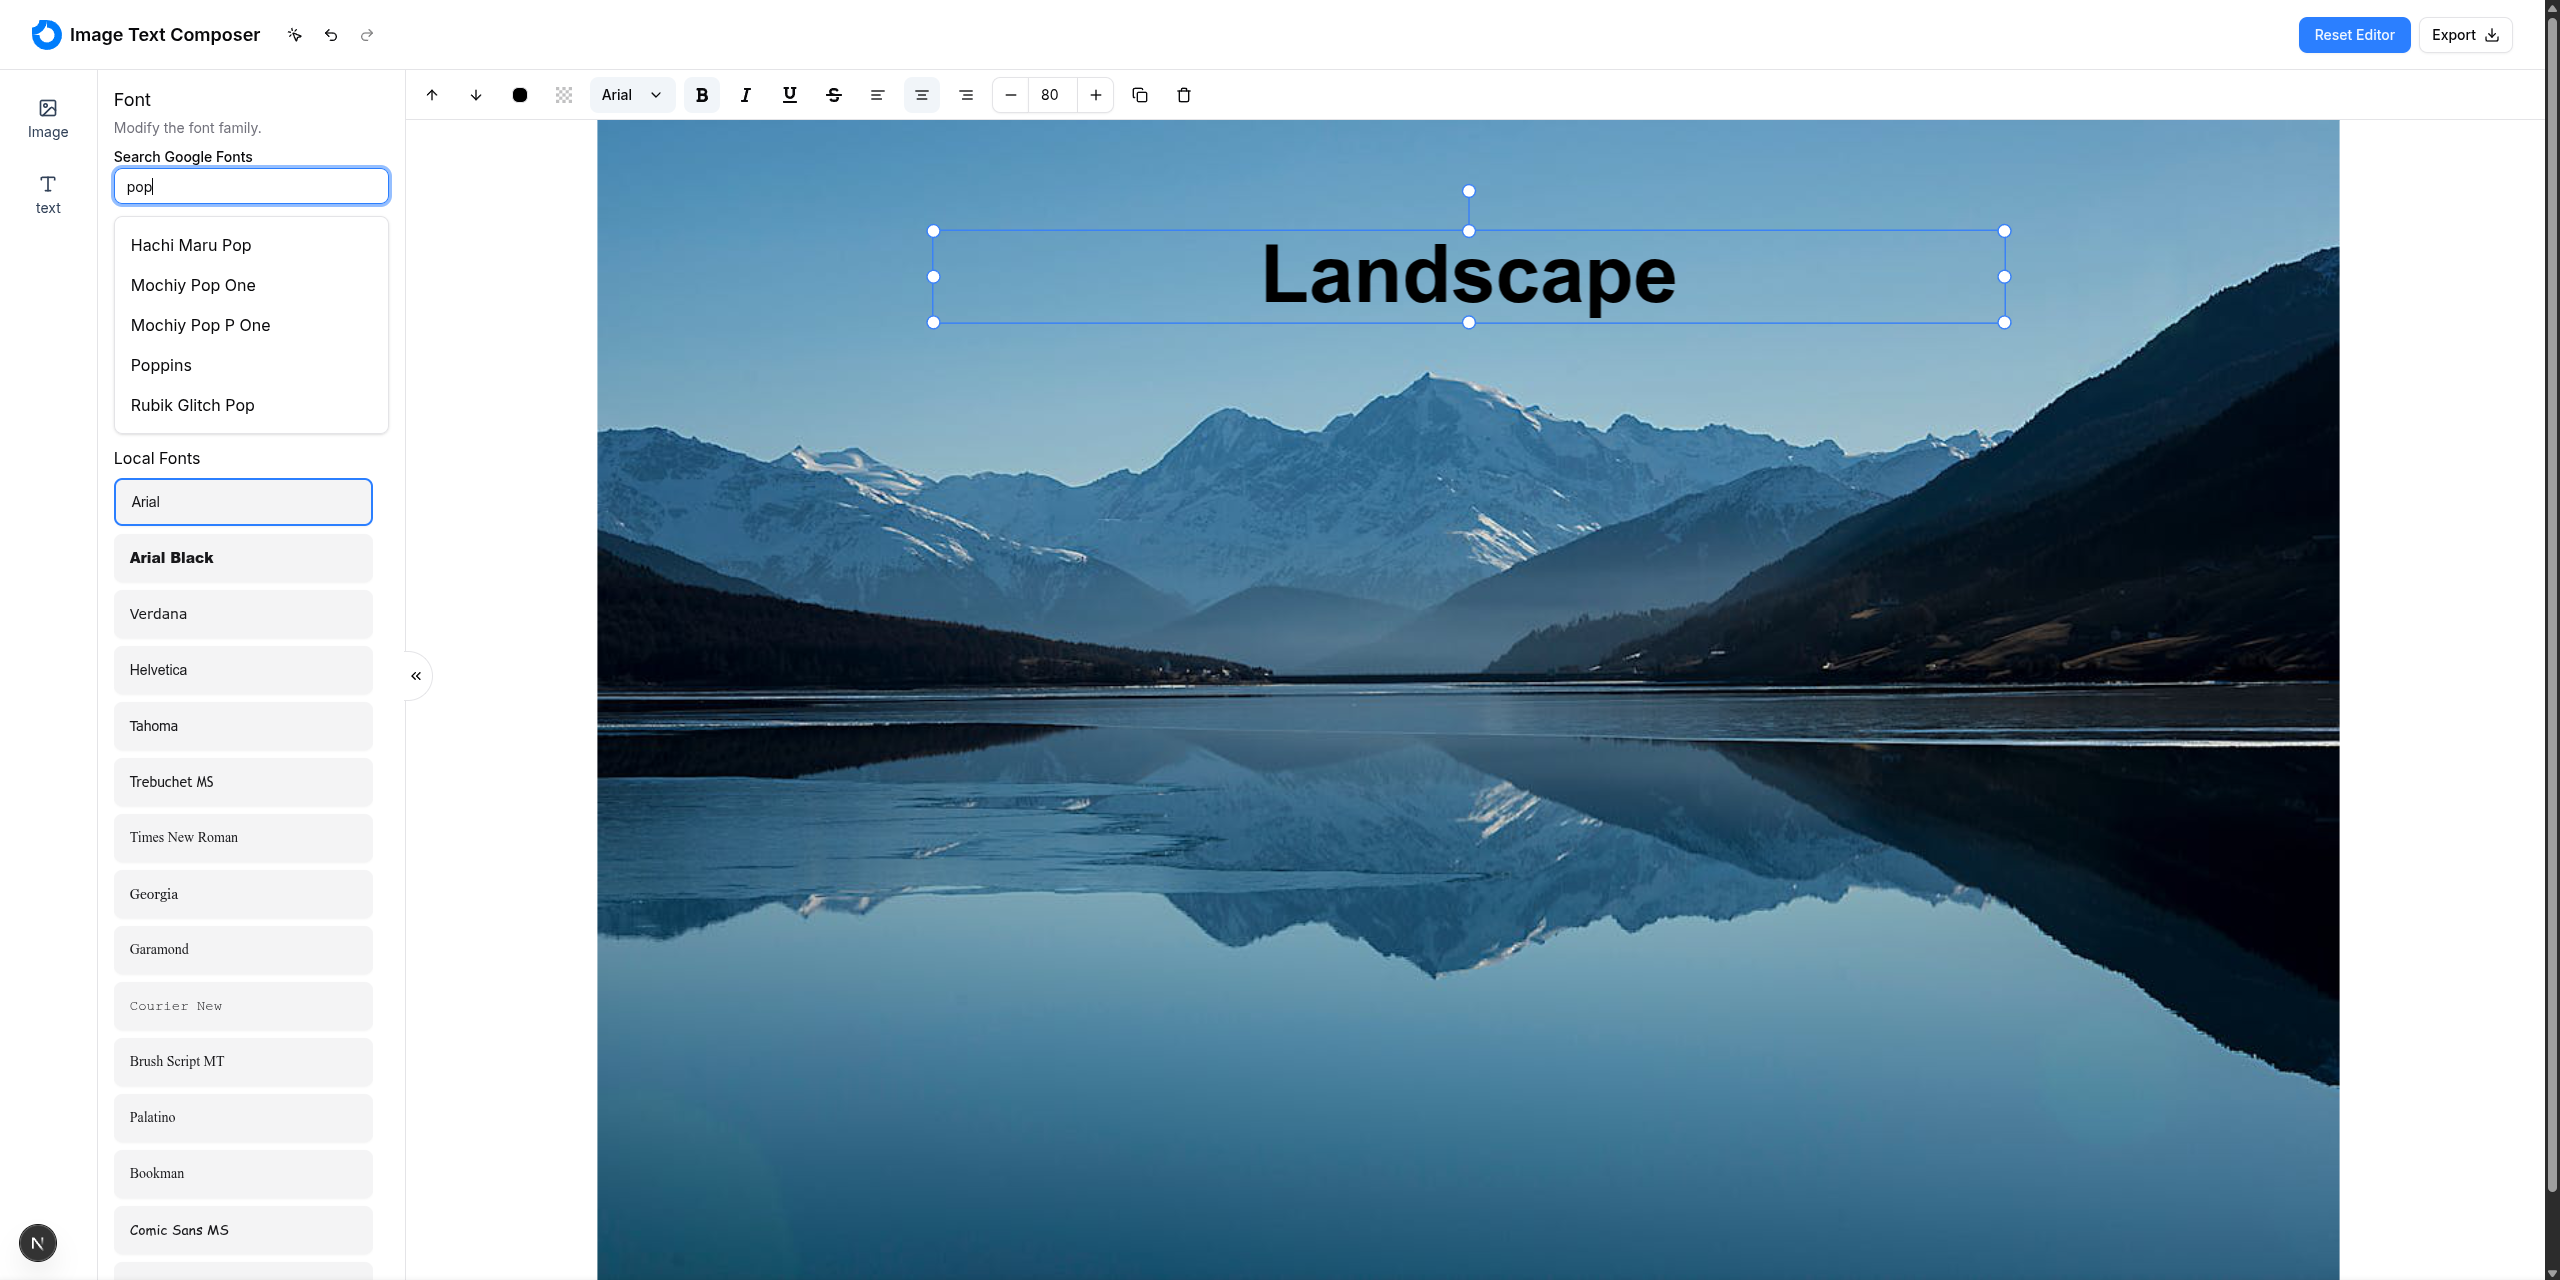 Image Text Composer
Reset Editor
Export
Image
text
Font
Modify the font family.
Search Google Fonts
pop
Hachi Maru Pop
Mochiy Pop One
Mochiy Pop P One
Poppins
Rubik Glitch Pop
Local Fonts
Arial
Arial Black
Verdana
Helvetica
Tahoma
Trebuchet MS
Times New Roman
Georgia
Garamond
Courier New
Brush Script MT
Palatino
Bookman
Comic Sans MS
N
Arial
B
I
U
S
80
Landscape